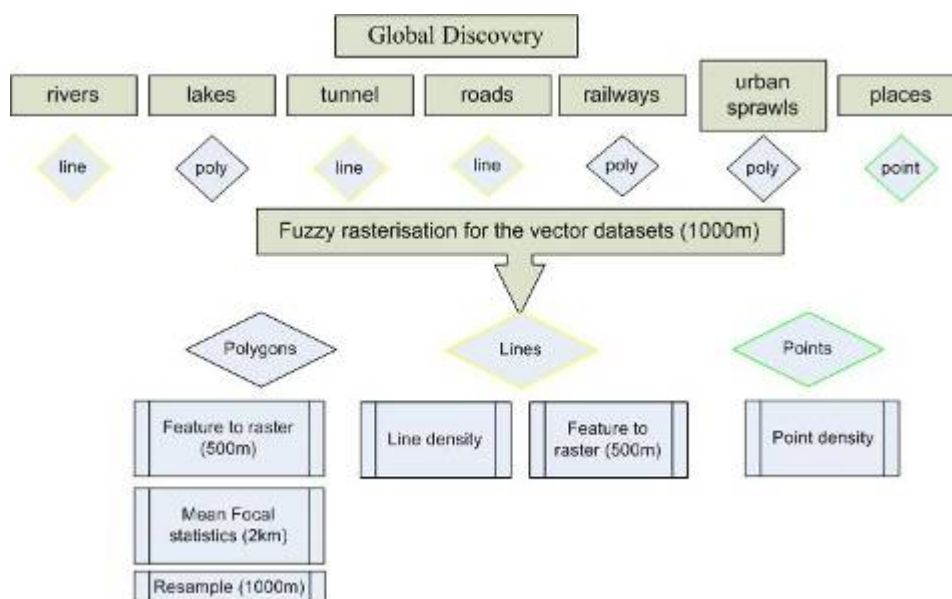 Global Discovery
rivers
lakes
tunnel
roads
railways
urban
sprawls
places
line
poly
line
line
poly
poly
point
Fuzzy rasterisation for the vector datasets (1000m)
Polygons
Lines
Points
Feature to raster
(500m)
Line density
Feature to
raster (500m)
Point density
Mean Focal
statistics (2km)
Resample (1000m)